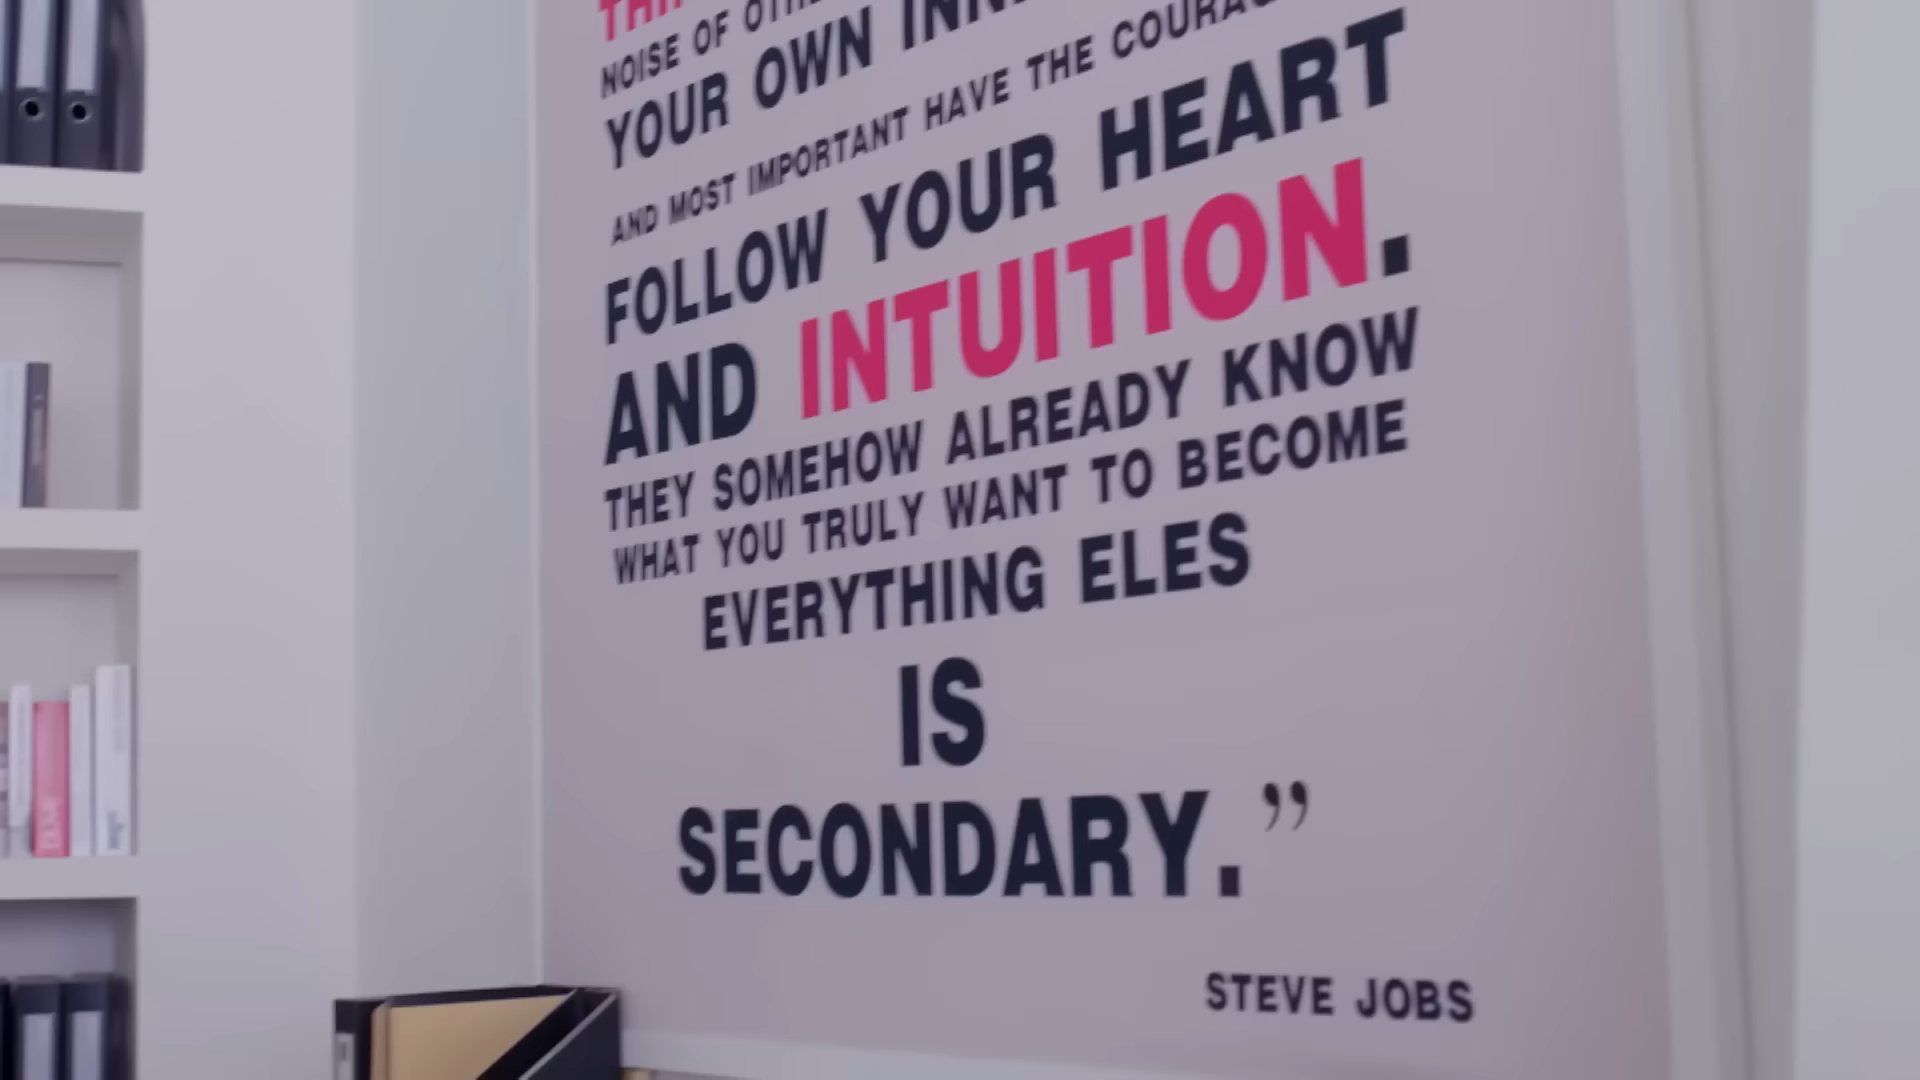 NOISE OF
YOUR OWN
AND MOST IMPORTANT HAVE THE
FOLLOW YOUR HEART
AND INTUITION.
THEY SOMEHOW ALREADY KNOW
WHAT YOU TRULY WANT TO BECOME
EVERYTHING ELES
IS
SECONDARY.”
STEVE JOBS